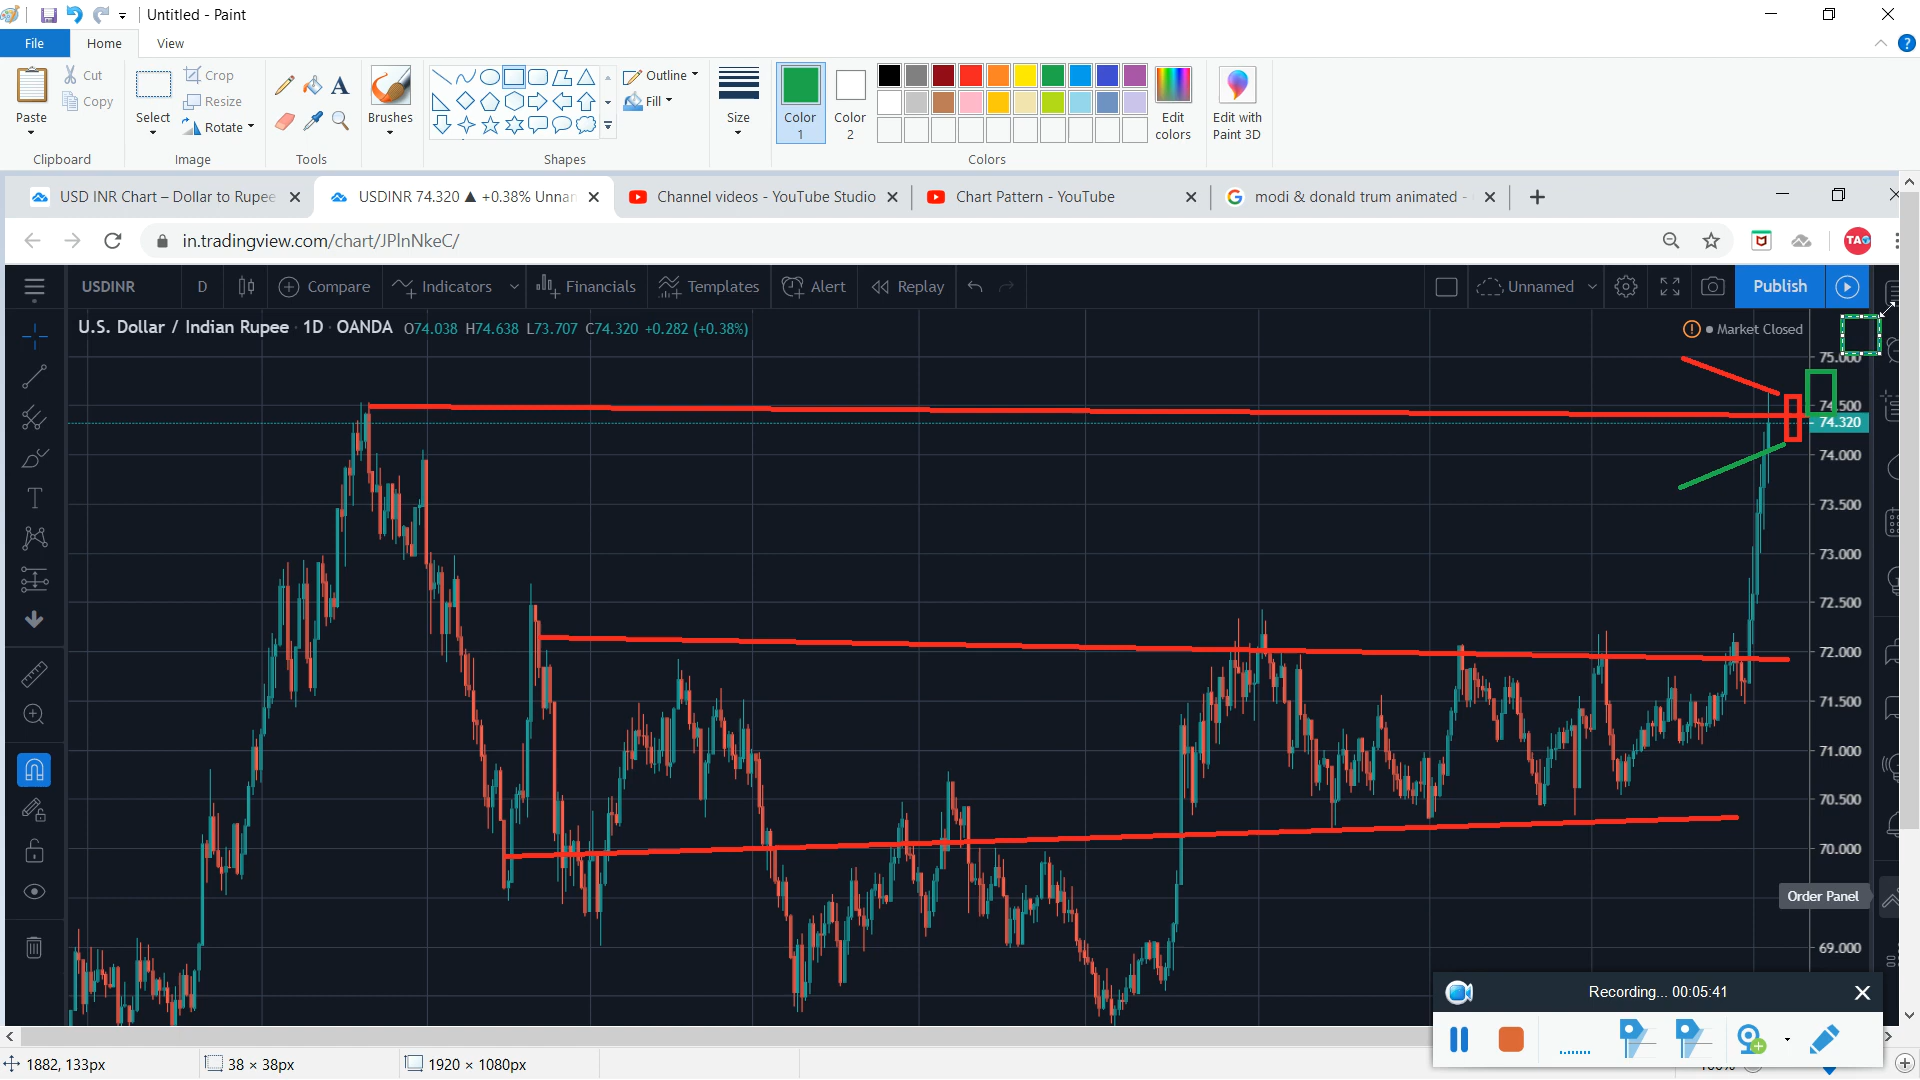 Untitled - Paint
File
Home
View
Paste
Cut
Copy
Clipboard
Select
Crop
Resize
Rotate
Image
Tools
Brushes
Shapes
Outline
Fill
Size
Color 1
Color 2
Edit colors
Colors
Edit with Paint 3D
USD INR Chart – Dollar to Rupee
USDINR 74.320 ▲ +0.38% Unnan
Channel videos - YouTube Studio
Chart Pattern - YouTube
modi & donald trum animated -
in.tradingview.com/chart/JPlnNkeC/
TA
USDINR
D
Compare
Indicators
Financials
Templates
Alert
Replay
Unnamed
Publish
U.S. Dollar / Indian Rupee · 1D · OANDA O74.038 H74.638 L73.707 C74.320 +0.282 (+0.38%)
Market Closed
75.000
74.500
74.320
74.000
73.500
73.000
72.500
72.000
71.500
71.000
70.500
70.000
Order Panel
69.000
Recording... 00:05:41
1882, 133px
38 × 38px
1920 × 1080px
100%